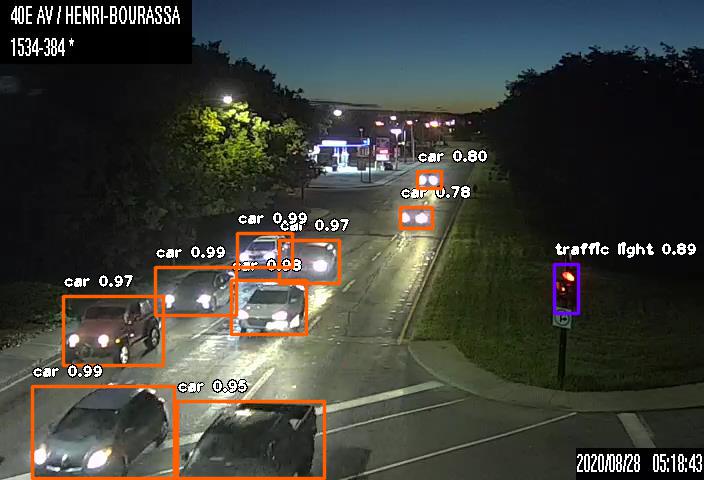 40E AV / HENRI-BOURASSA
1534-384 *
car 0.80
car 0.78
car 0.99
car 0.97
traffic light 0.89
car 0.99
car 0.98
car 0.97
car 0.99
car 0.95
2020/08/28 05:18:43